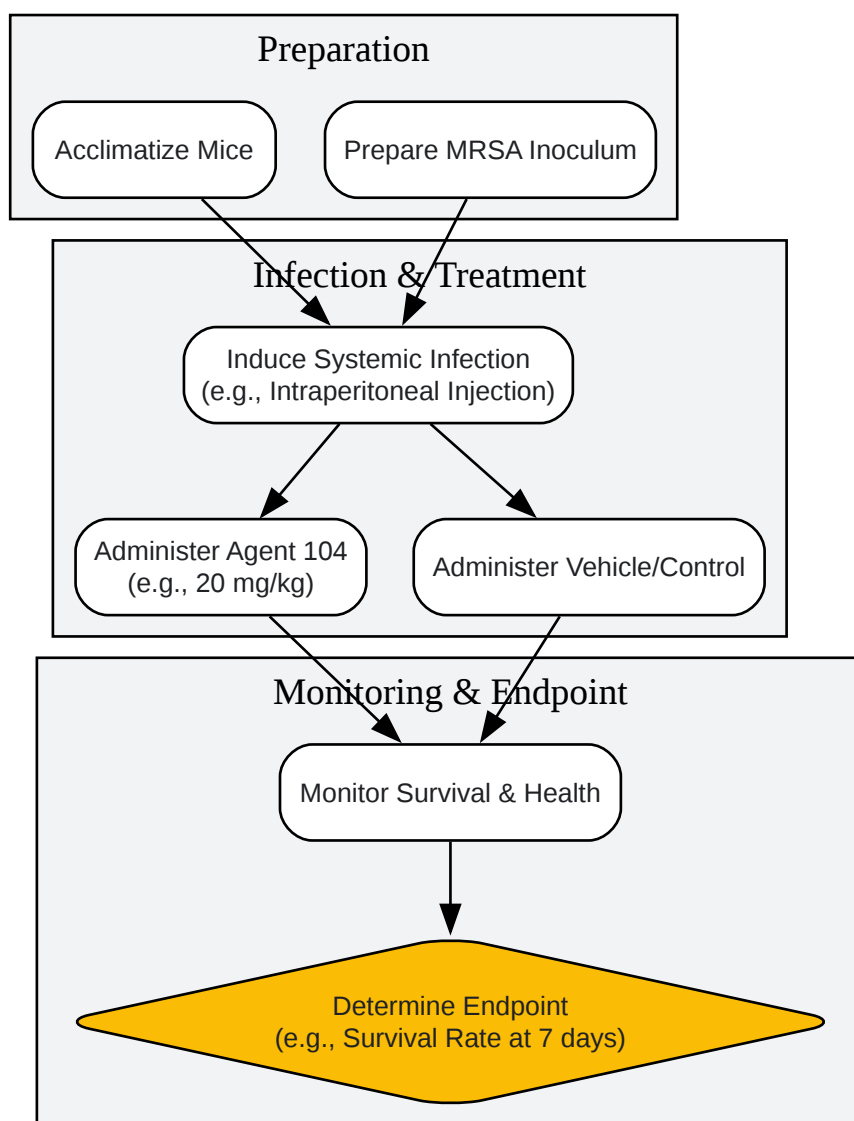 Preparation
Acclimatize Mice
Prepare MRSA Inoculum
Infection & Treatment
Induce Systemic Infection
(e.g., Intraperitoneal Injection)
Administer Agent 104
(e.g., 20 mg/kg)
Administer Vehicle/Control
Monitoring & Endpoint
Monitor Survival & Health
Determine Endpoint
(e.g., Survival Rate at 7 days)